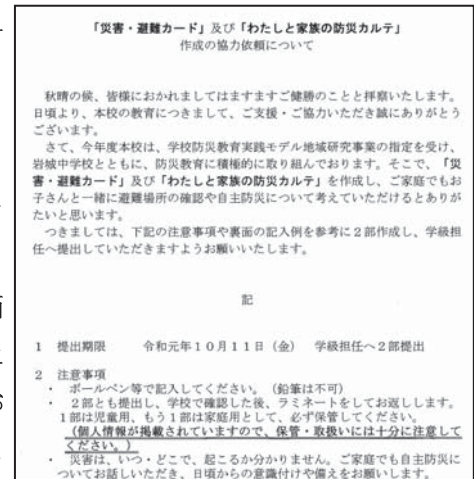 「災害・避難カード」及び「わたしと家族の防災カルテ」
作成の協力依頼について
秋晴の候、皆様におかれましてはますますご健勝のことと拝察いたします。
日頃より、本校の教育につきまして、ご支援・ご協力いただき誠にありがとう
ございます。
さて、今年度本校は、学校防災教育実践モデル地域研究事業の指定を受け、
岩城中学校とともに、防災教育に積極的に取り組んでおります。そこで、「災
害・避難カード」及び「わたしと家族の防災カルテ」を作成し、ご家庭でもお
子さんと一緒に避難場所の確認や自主防災について考えていただけるとありが
たいと思います。
つきましては、下記の注意事項や裏面の記入例を参考に２部作成し、学級担
任へ提出していただきますようお願いいたします。
記
１ 提出期限 令和元年１０月１１日（金） 学級担任へ２部提出
２ 注意事項
・ ボールペン等で記入してください。（鉛筆は不可）
・ ２部とも提出し、学校で確認した後、ラミネートをしてお返しします。
１部は児童用、もう１部は家庭用として、必ず保管してください。
（個人情報が掲載されていますので、保管・取扱いには十分に注意して
ください。）
・ 災害は、いつ・どこで、起こるか分かりません。ご家庭でも自主防災に
ついてお話しいただき、日頃からの意識付けや備えをお願いします。